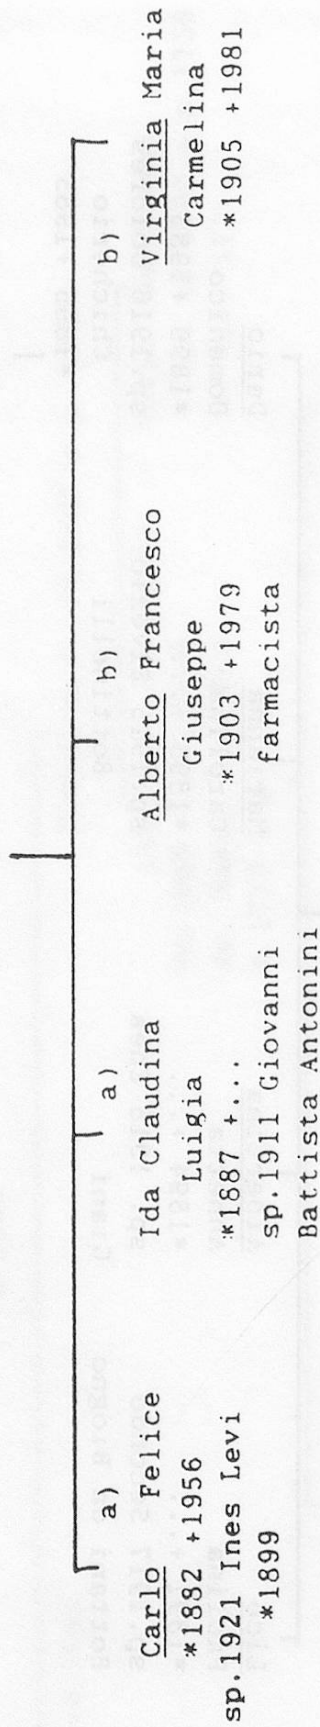 a)
Carlo Felice
*1882 +1956
sp.1921 Ines Levi
*1899
a)
Ida Claudina
Luigia
*1887 +...
sp.1911 Giovanni
Battista Antonini
b)
Alberto Francesco
Giuseppe
*1903 +1979
farmacista
b)
Virginia Maria
Carmelina
*1905 +1981